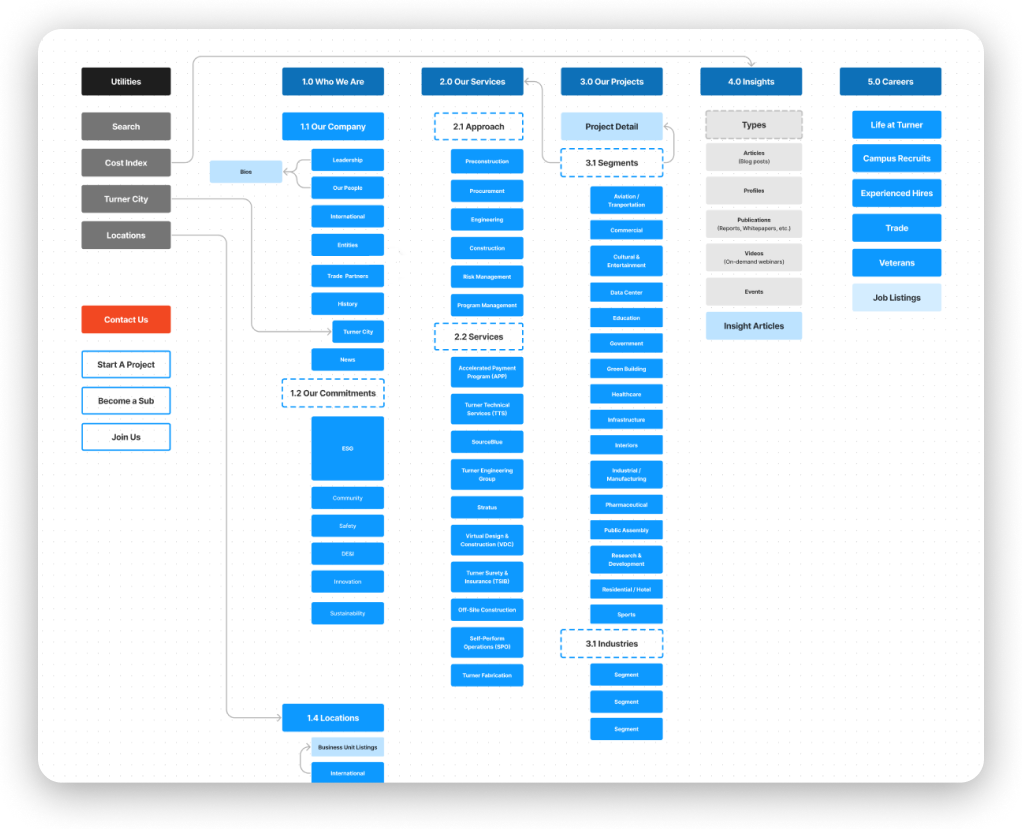 Utilities
Search
Cost Index
Turner City
Locations
Contact Us
Start A Project
Become a Sub
Join Us
1.0 Who We Are
1.1 Our Company
Bios
Leadership
Our People
International
Entities
Trade Partners
History
Turner City
News
1.2 Our Commitments
ESG
Community
Safety
DE&I
Innovation
Sustainability
1.4 Locations
Business Unit Listings
International
2.0 Our Services
2.1 Approach
Preconstruction
Procurement
Engineering
Construction
Risk Management
Program Management
2.2 Services
Accelerated Payment
Program (APP)
Turner Technical
Services (TTS)
SourceBlue
Turner Engineering
Group
Stratus
Virtual Design &
Construction (VDC)
Turner Surety &
Insurance (TSIB)
Off-Site Construction
Self-Perform
Operations (SPO)
Turner Fabrication
3.0 Our Projects
Project Detail
3.1 Segments
Aviation /
Tranportation
Commercial
Cultural &
Entertainment
Data Center
Education
Government
Green Building
Healthcare
Infrastructure
Interiors
Industrial /
Manufacturing
Pharmaceutical
Public Assembly
Research &
Development
Residential / Hotel
Sports
3.1 Industries
Segment
Segment
Segment
4.0 Insights
Types
Articles
(Blog posts)
Profiles
Publications
(Reports, Whitepapers, etc.)
Videos
(On-demand webinars)
Events
Insight Articles
5.0 Careers
Life at Turner
Campus Recruits
Experienced Hires
Trade
Veterans
Job Listings